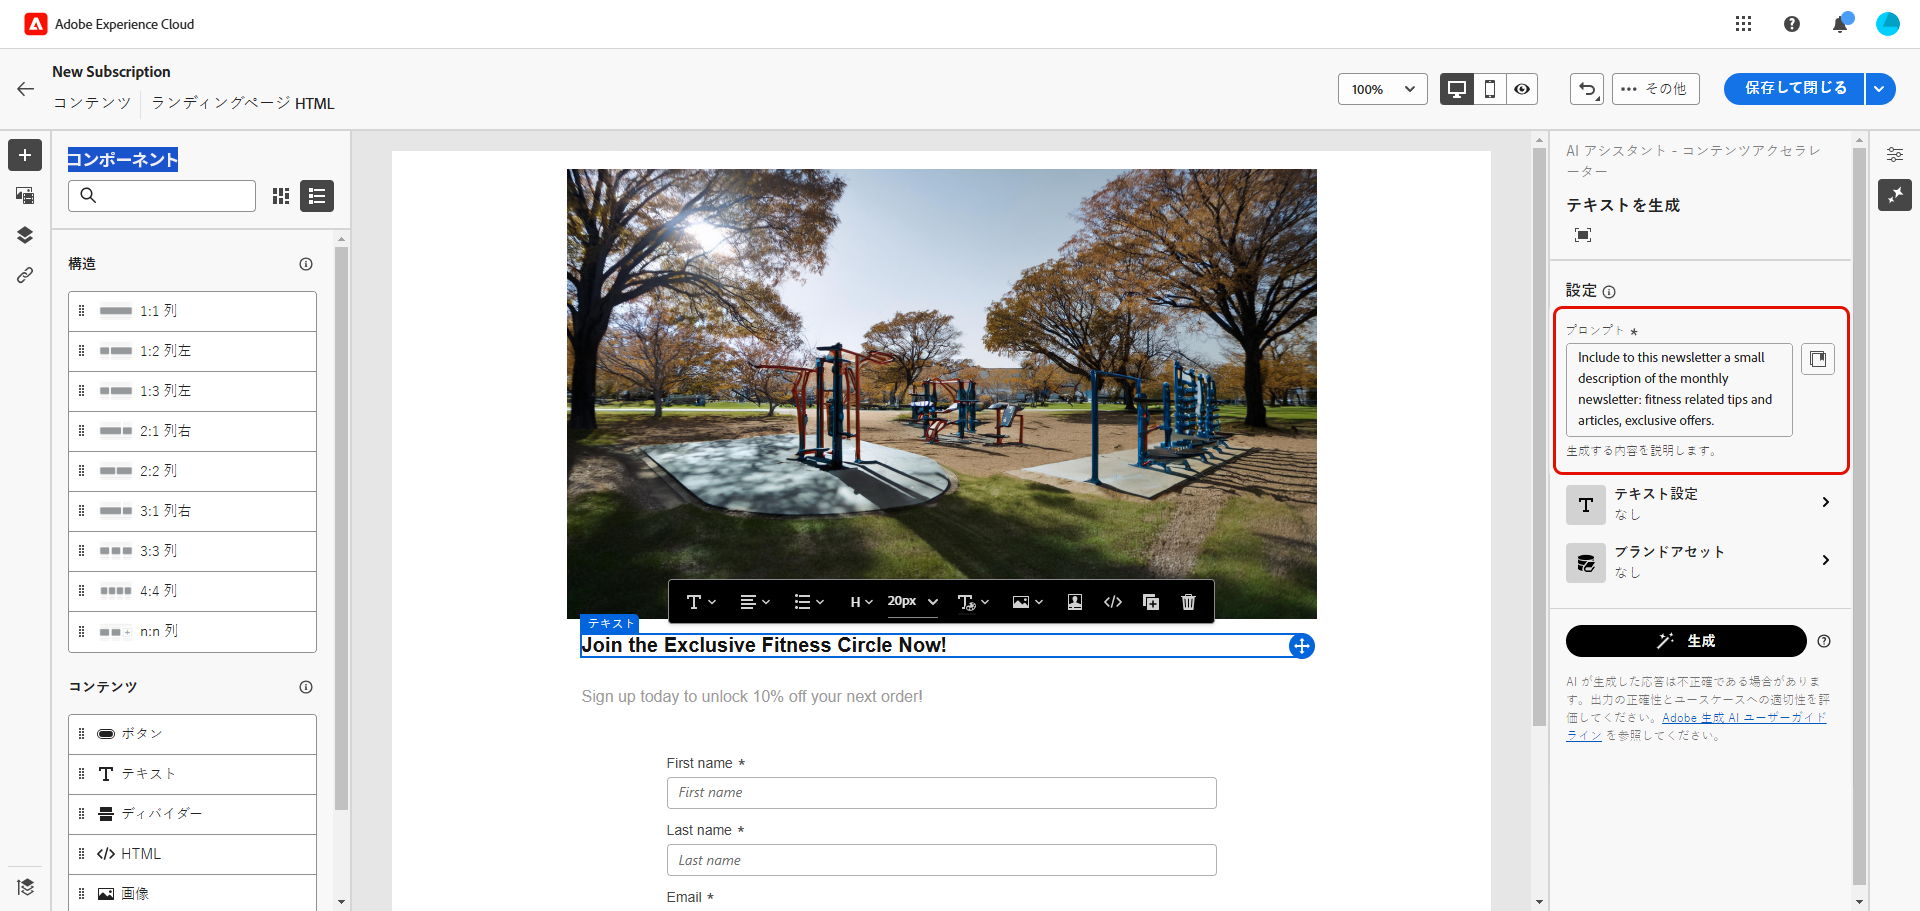 Adobe Experience Cloud
New Subscription
コンテンツ
ランディングページ HTML
100%
その他
保存して閉じる
コンポーネント
構造
1:1 列
1:2 列左
1:3 列左
2:1 列右
2:2 列
3:1 列右
3:3 列
4:4 列
n:n 列
コンテンツ
ボタン
テキスト
ディバイダー
HTML
画像
H
20px
テキスト
Join the Exclusive Fitness Circle Now!
Sign up today to unlock 10% off your next order!
First name *
First name
Last name *
Last name
Email *
AI アシスタント - コンテンツアクセラレ
ーター
テキストを生成
設定
プロンプト *
Include to this newsletter a small
description of the monthly
newsletter: fitness related tips and
articles, exclusive offers.
生成する内容を説明します。
テキスト設定
なし
ブランドアセット
なし
生成
AI が生成した応答は不正確である場合がありま
す。出力の正確性とユースケースへの適切性を評
価してください。Adobe 生成 AI ユーザーガイド
ライン を参照してください。